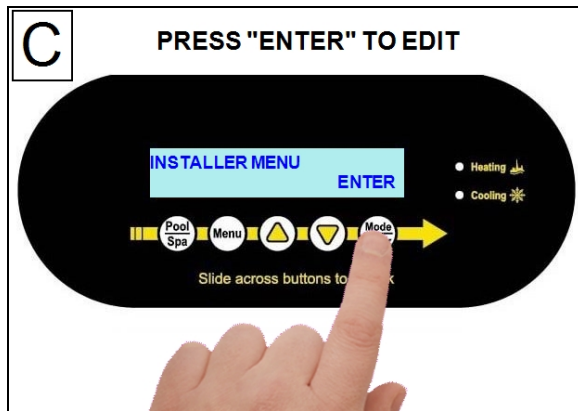 C
PRESS "ENTER" TO EDIT
INSTALLER MENU
ENTER
Heating
Cooling
Pool
Spa
Menu
Mode
Slide across buttons to